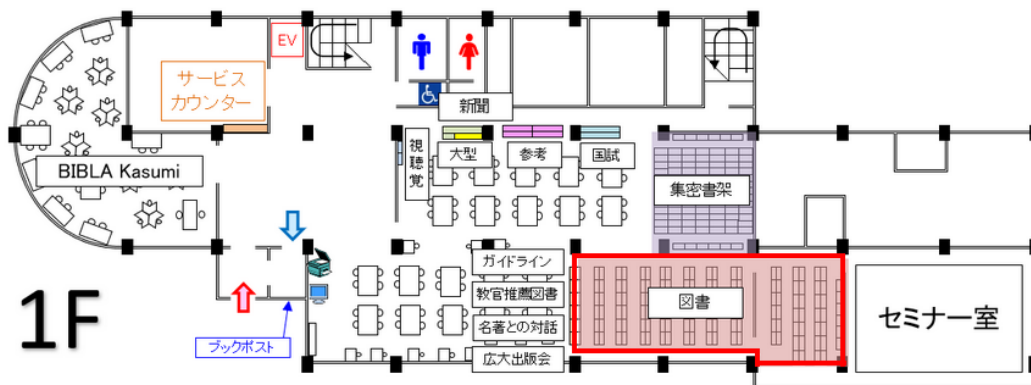 EV
サービス
カウンター
新聞
視聴覚
大型
参考
国試
BIBLA Kasumi
集密書架
ガイドライン
教官推薦図書
図書
名著との対話
広大出版会
セミナー室
1F
ブックポスト